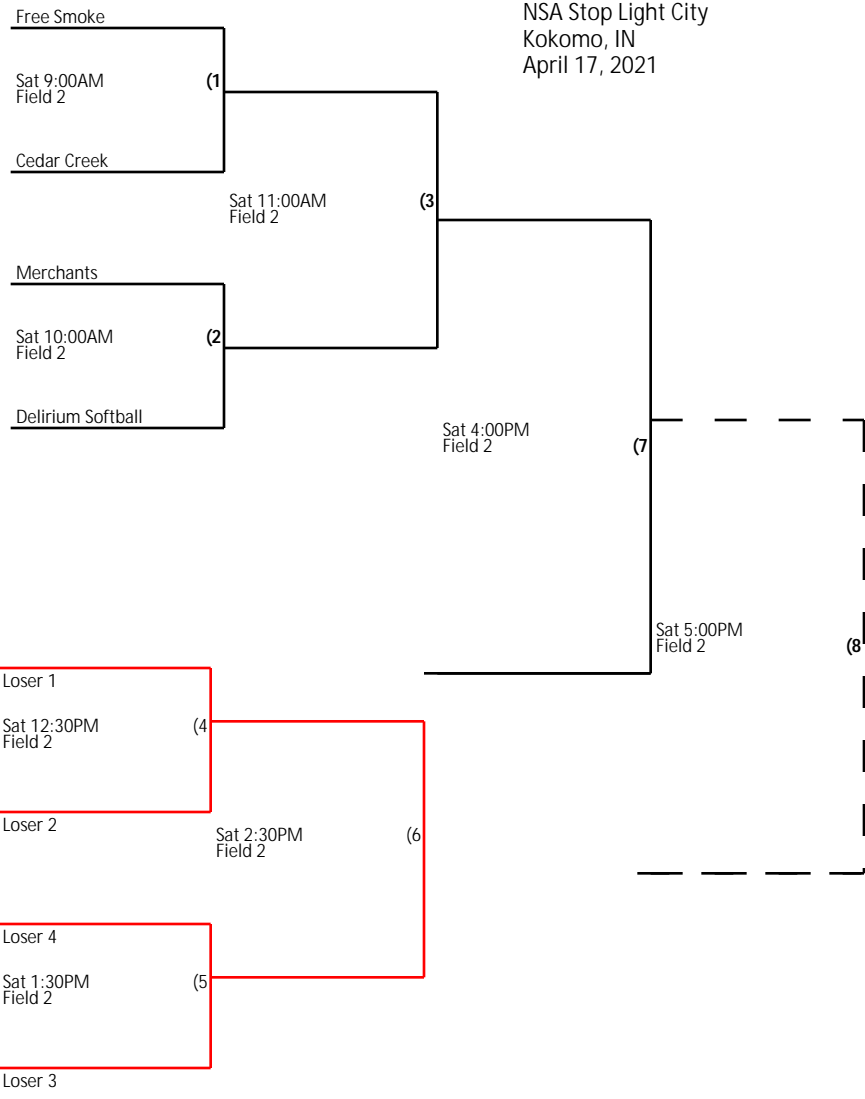 NSA Stop Light City
Kokomo, IN
April 17, 2021
Free Smoke
Sat 9:00AM
Field 2
(1
Cedar Creek
Sat 11:00AM
Field 2
(3
Merchants
Sat 10:00AM
Field 2
(2
Delirium Softball
Sat 4:00PM
Field 2
(7
Sat 5:00PM
Field 2
(8
Loser 1
Sat 12:30PM
Field 2
(4
Loser 2
Sat 2:30PM
Field 2
(6
Loser 4
Sat 1:30PM
Field 2
(5
Loser 3